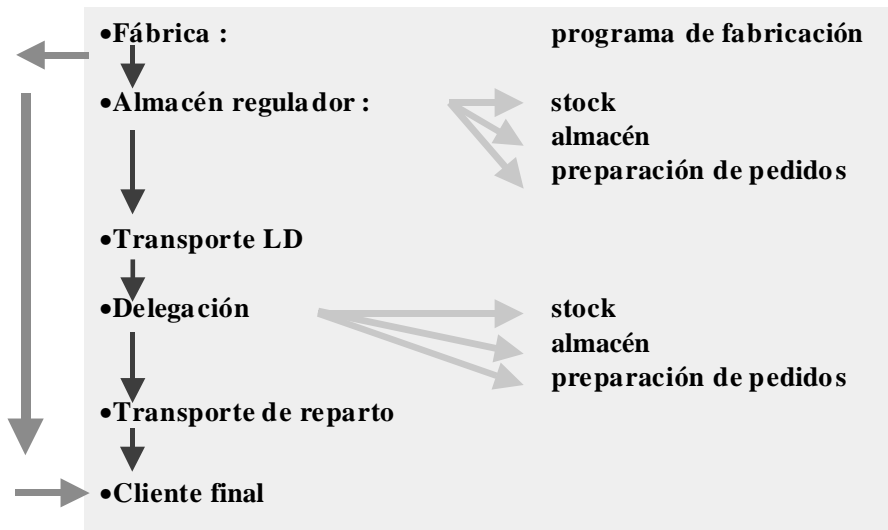 •Fábrica : programa de fabricación
•Almacén regulador : stock
almacén
preparación de pedidos
•Transporte LD
•Delegación stock
almacén
preparación de pedidos
•Transporte de reparto
•Cliente final